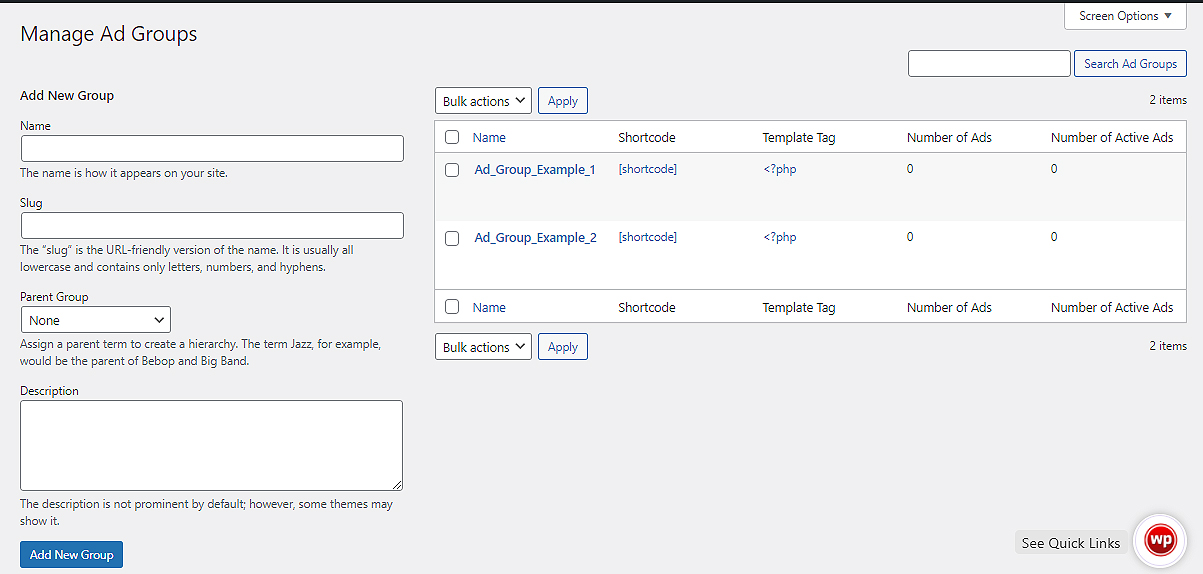 Screen Options ▼
Manage Ad Groups
Search Ad Groups
Add New Group
Name
The name is how it appears on your site.
Slug
The “slug” is the URL-friendly version of the name. It is usually all
lowercase and contains only letters, numbers, and hyphens.
Parent Group
None
Assign a parent term to create a hierarchy. The term Jazz, for example,
would be the parent of Bebop and Big Band.
Description
The description is not prominent by default; however, some themes may
show it.
Add New Group
Bulk actions Apply 2 items
Name Shortcode Template Tag Number of Ads Number of Active Ads
Ad_Group_Example_1 [shortcode] <?php 0 0
Ad_Group_Example_2 [shortcode] <?php 0 0
Name Shortcode Template Tag Number of Ads Number of Active Ads
Bulk actions Apply 2 items
See Quick Links wp